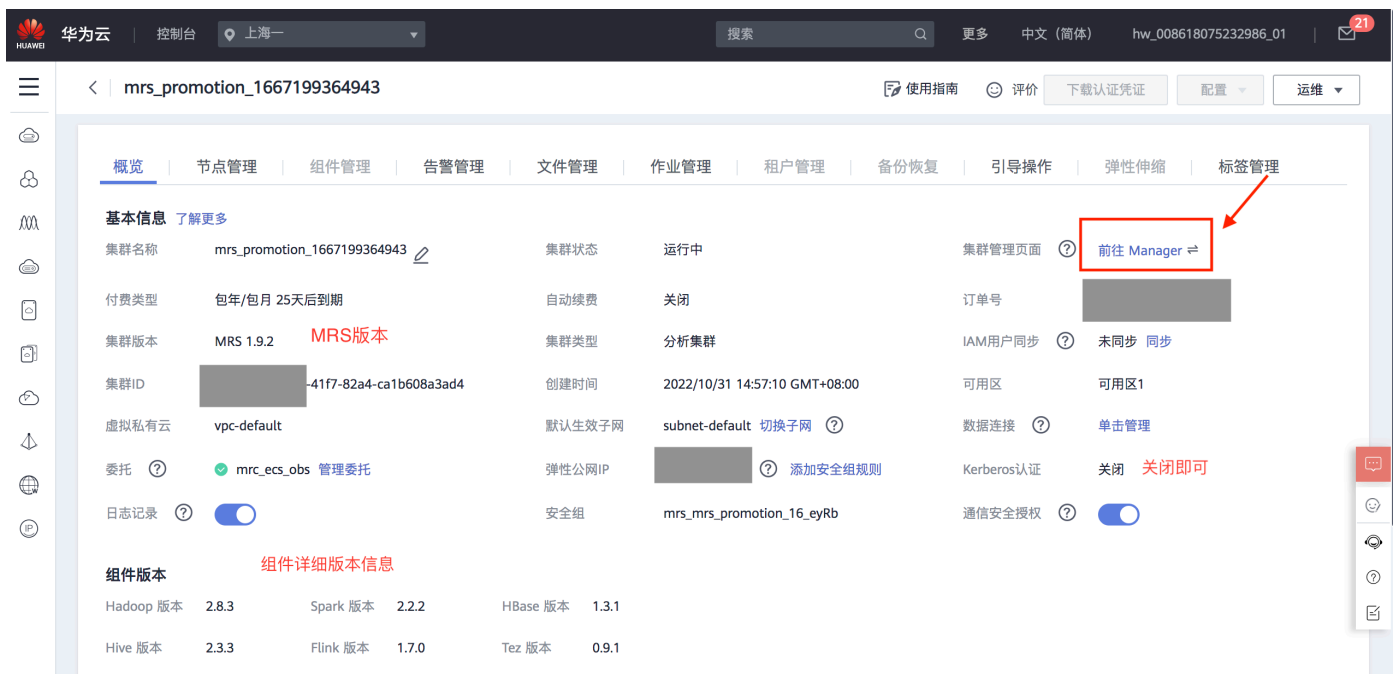 HUAWEI 华为云 控制台 上海一 搜索 更多 中文（简体） hw_008618075232986_01 21
mrs_promotion_1667199364943 使用指南 评价 下载认证凭证 配置 运维
概览 节点管理 组件管理 告警管理 文件管理 作业管理 租户管理 备份恢复 引导操作 弹性伸缩 标签管理
基本信息 了解更多
集群名称 mrs_promotion_1667199364943 集群状态 运行中 集群管理页面 前往 Manager
付费类型 包年/包月 25天后到期 自动续费 关闭 订单号
集群版本 MRS 1.9.2 MRS版本 集群类型 分析集群 IAM用户同步 未同步 同步
集群ID -41f7-82a4-ca1b608a3ad4 创建时间 2022/10/31 14:57:10 GMT+08:00 可用区 可用区1
虚拟私有云 vpc-default 默认生效子网 subnet-default 切换子网 数据连接 单击管理
委托 mrc_ecs_obs 管理委托 弹性公网IP 添加安全组规则 Kerberos认证 关闭 关闭即可
日志记录 安全组 mrs_mrs_promotion_16_eyRb 通信安全授权
组件版本 组件详细版本信息
Hadoop 版本 2.8.3 Spark 版本 2.2.2 HBase 版本 1.3.1
Hive 版本 2.3.3 Flink 版本 1.7.0 Tez 版本 0.9.1